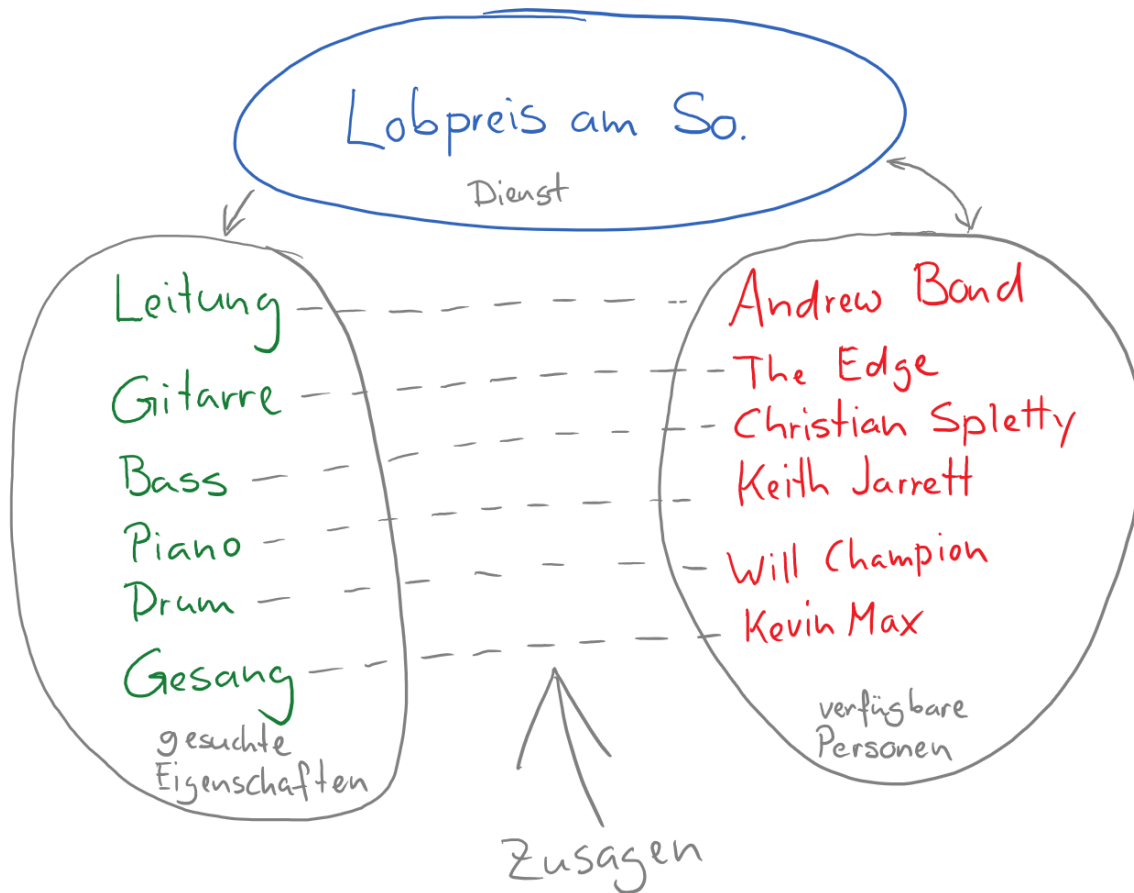 Lobpreis am So.
Dienst
Leitung
Gitarre
Bass
Piano
Drum
Gesang
gesuchte
Eigenschaften
Andrew Bond
The Edge
Christian Spletty
Keith Jarrett
Will Champion
Kevin Max
verfügbare
Personen
Zusagen